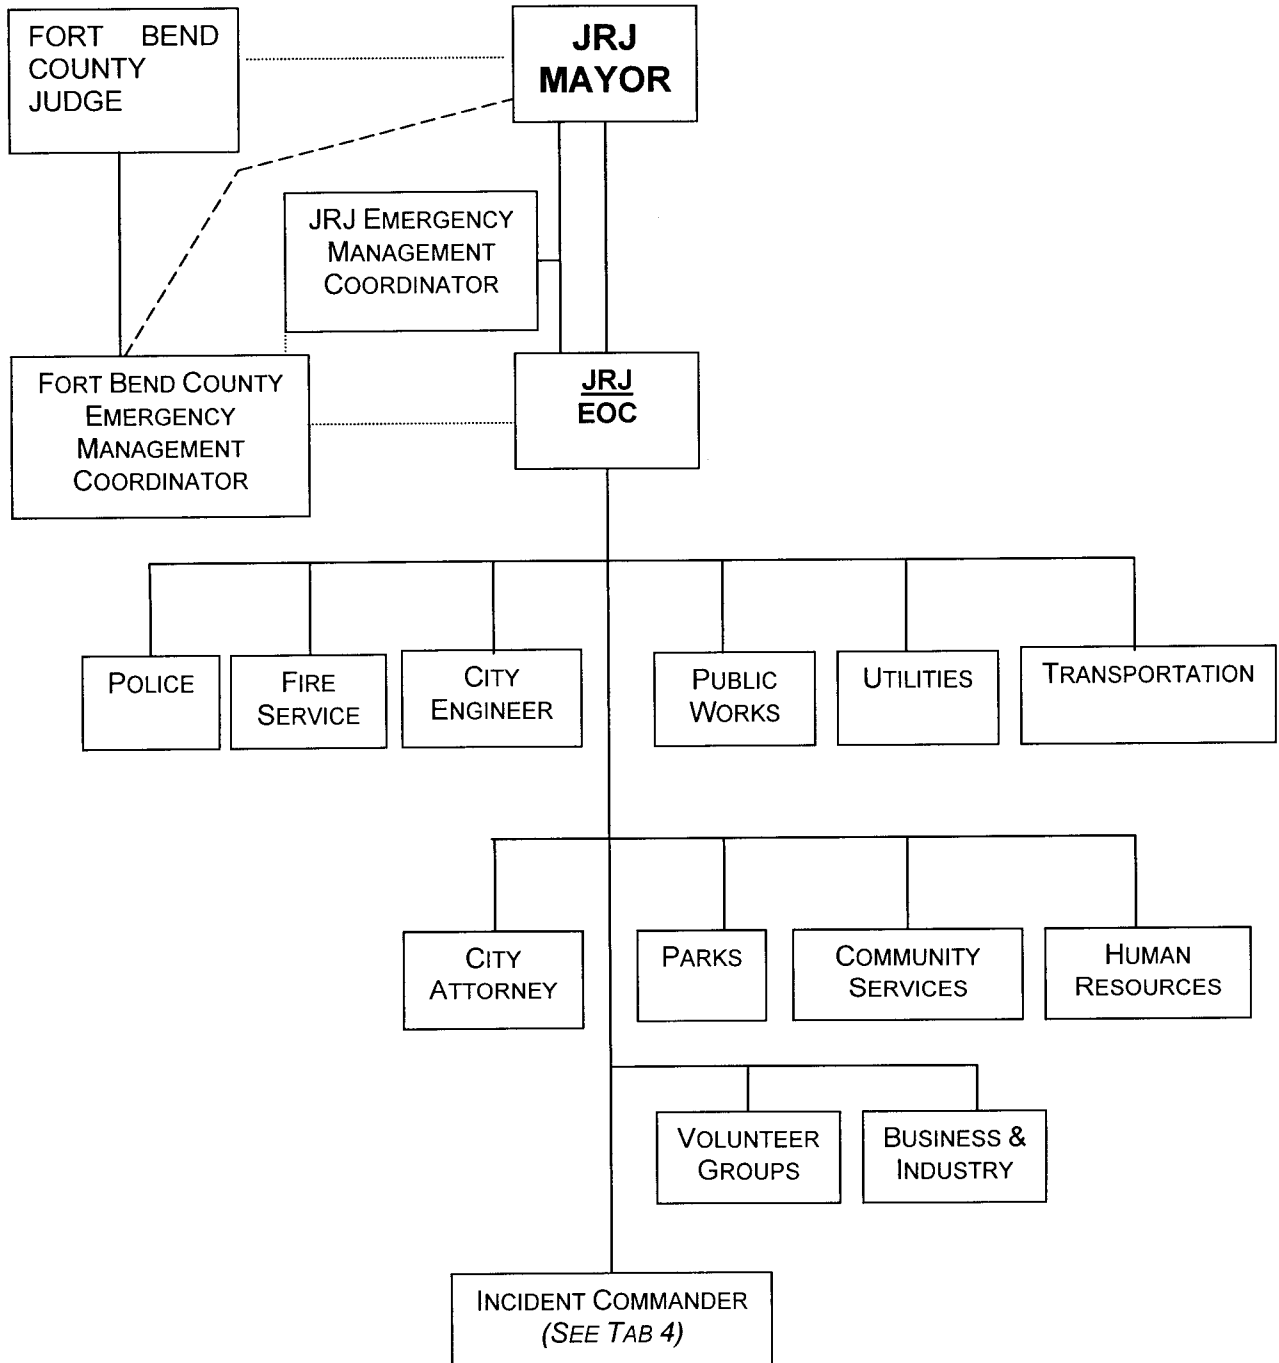 FORT BEND
COUNTY
JUDGE
JRJ
MAYOR
JRJ EMERGENCY
MANAGEMENT
COORDINATOR
FORT BEND COUNTY
EMERGENCY
MANAGEMENT
COORDINATOR
JRJ
EOC
POLICE
FIRE
SERVICE
CITY
ENGINEER
PUBLIC
WORKS
UTILITIES
TRANSPORTATION
CITY
ATTORNEY
PARKS
COMMUNITY
SERVICES
HUMAN
RESOURCES
VOLUNTEER
GROUPS
BUSINESS &
INDUSTRY
INCIDENT COMMANDER
(SEE TAB 4)